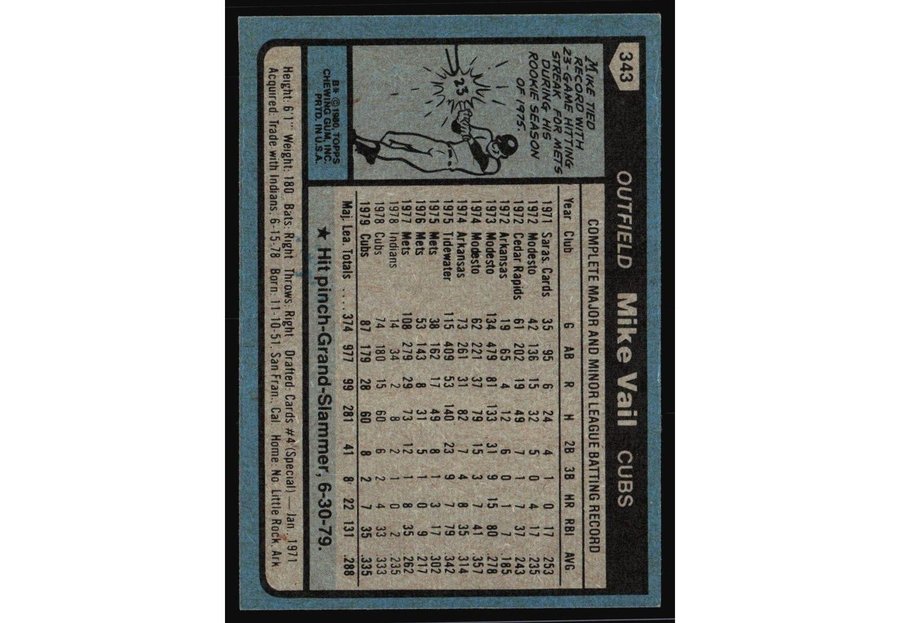 343
OUTFIELD Mike Vail CUBS
MIKE TIED
RECORD WITH
23-GAME HITTING
STREAK FOR METS
DURING HIS
ROOKIE SEASON
OF 1975.
23
B* © 1980 TOPPS
CHEWING GUM, INC.
PRTD. IN U.S.A.
COMPLETE MAJOR AND MINOR LEAGUE BATTING RECORD
Year Club G AB R H 2B 3B HR RBI AVG
1971 Saras. Cards 35 95 6 24 4 1 0 17 .253
1972 Modesto 42 136 15 32 5 0 4 17 .235
1972 Cedar Rapids 61 202 19 49 7 1 7 37 .243
1972 Arkansas 19 65 4 12 6 0 1 7 .185
1973 Modesto 134 479 81 133 31 9 15 80 .278
1974 Modesto 62 221 37 79 15 3 7 41 .357
1974 Arkansas 73 261 31 82 7 4 8 35 .314
1975 Tidewater 115 409 53 140 23 9 7 79 .342
1975 Mets 38 162 17 49 8 1 3 17 .302
1976 Mets 53 143 8 31 5 1 0 9 .217
1977 Mets 108 279 29 73 12 1 8 35 .262
1978 Indians 14 34 2 8 2 1 0 2 .235
1978 Cubs 74 180 15 60 6 2 4 33 .333
1979 Cubs 87 179 28 60 8 2 7 35 .335
Maj. Lea. Totals .... 374 977 99 281 41 8 22 131 .288
★ Hit pinch-Grand-Slammer, 6-30-79.
Height: 6'1" Weight: 180 Bats: Right Throws: Right Drafted: Cards #4 (Special) — Jan. 1971
Acquired: Trade with Indians, 6-15-78 Born: 11-10-51, San Fran., Cal Home: No. Little Rock, Ark